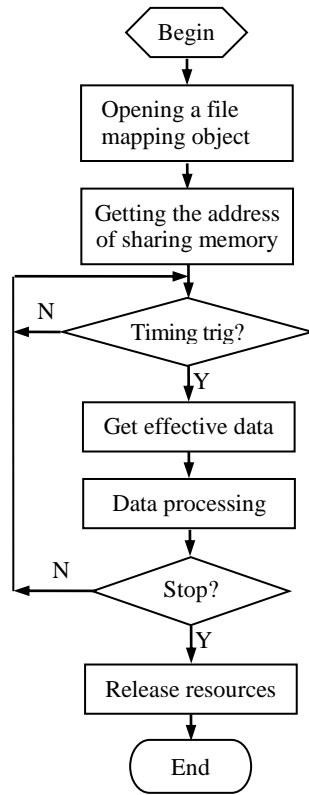 Begin
Opening a file
mapping object
Getting the address
of sharing memory
N
Timing trig?
Y
Get effective data
Data processing
N
Stop?
Y
Release resources
End